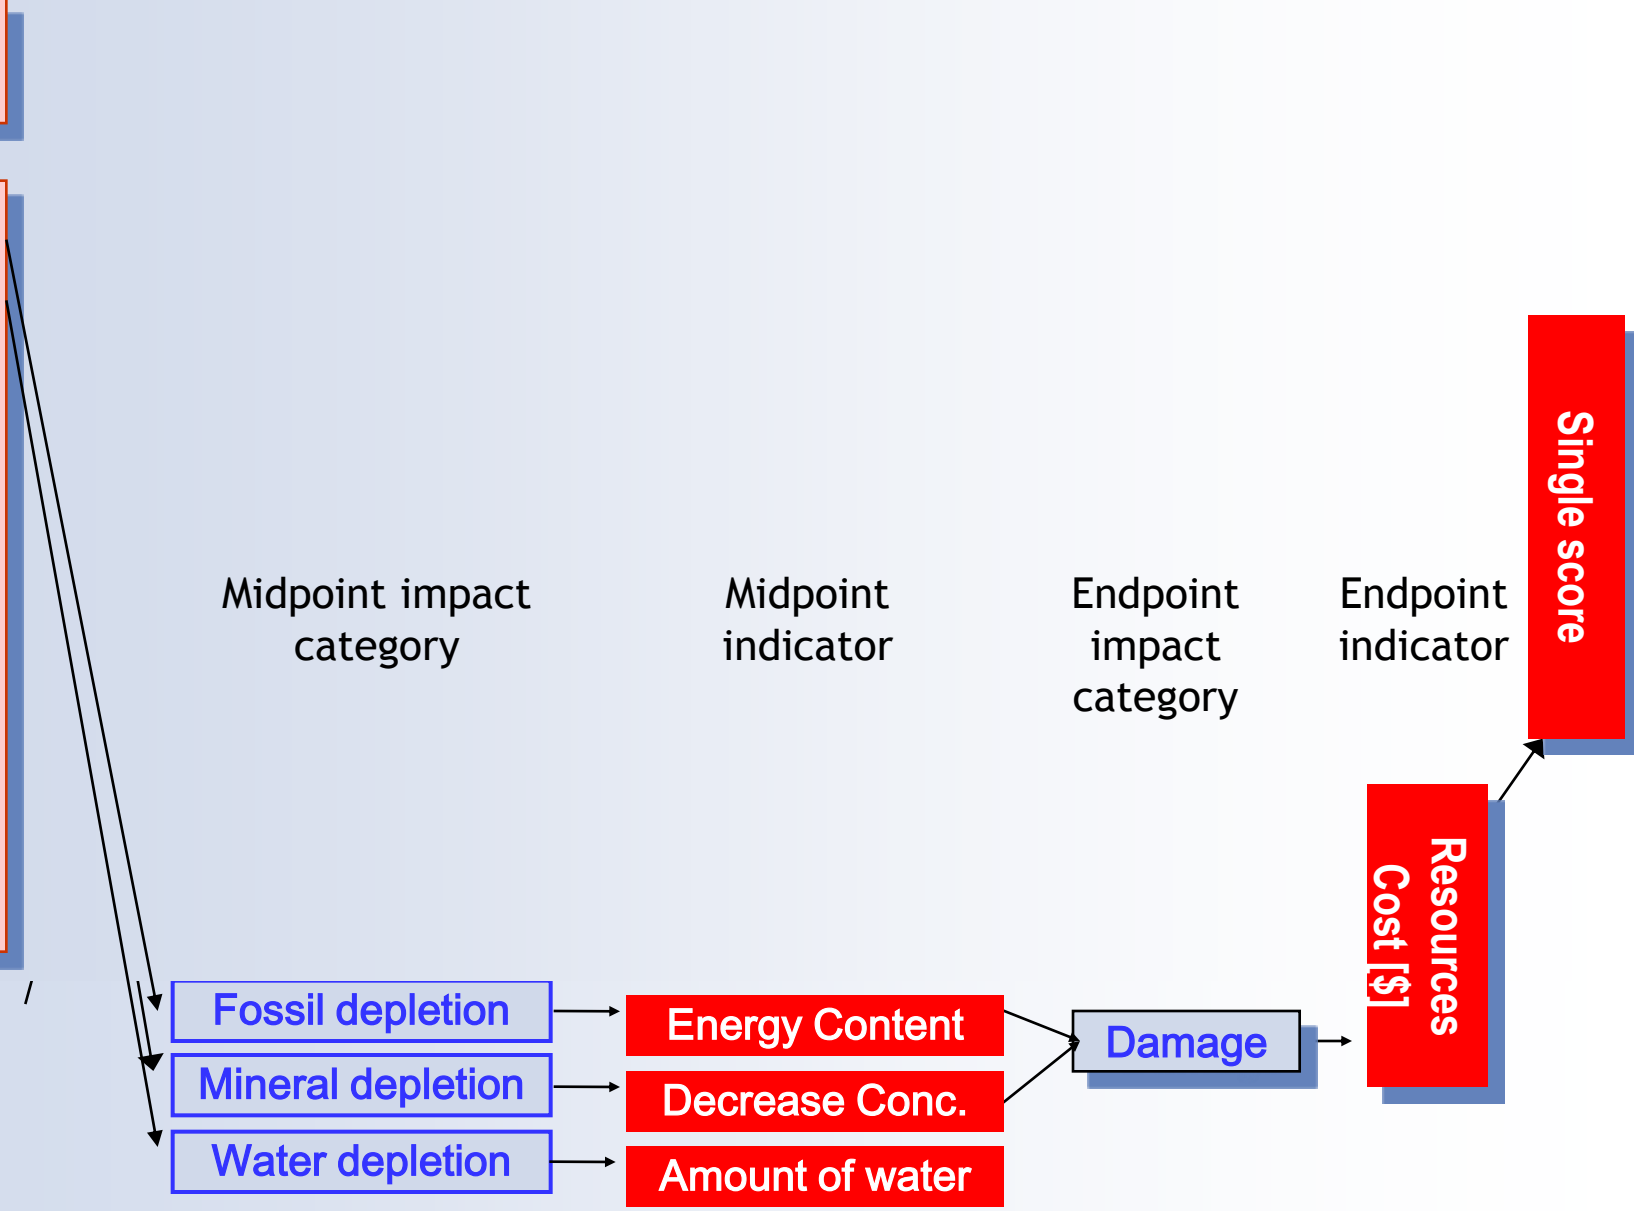 Single score
Midpoint impact
category
Midpoint
indicator
Endpoint
impact
category
Endpoint
indicator
Resources
Cost [$]
Fossil depletion
Energy Content
Damage
Mineral depletion
Decrease Conc.
Water depletion
Amount of water